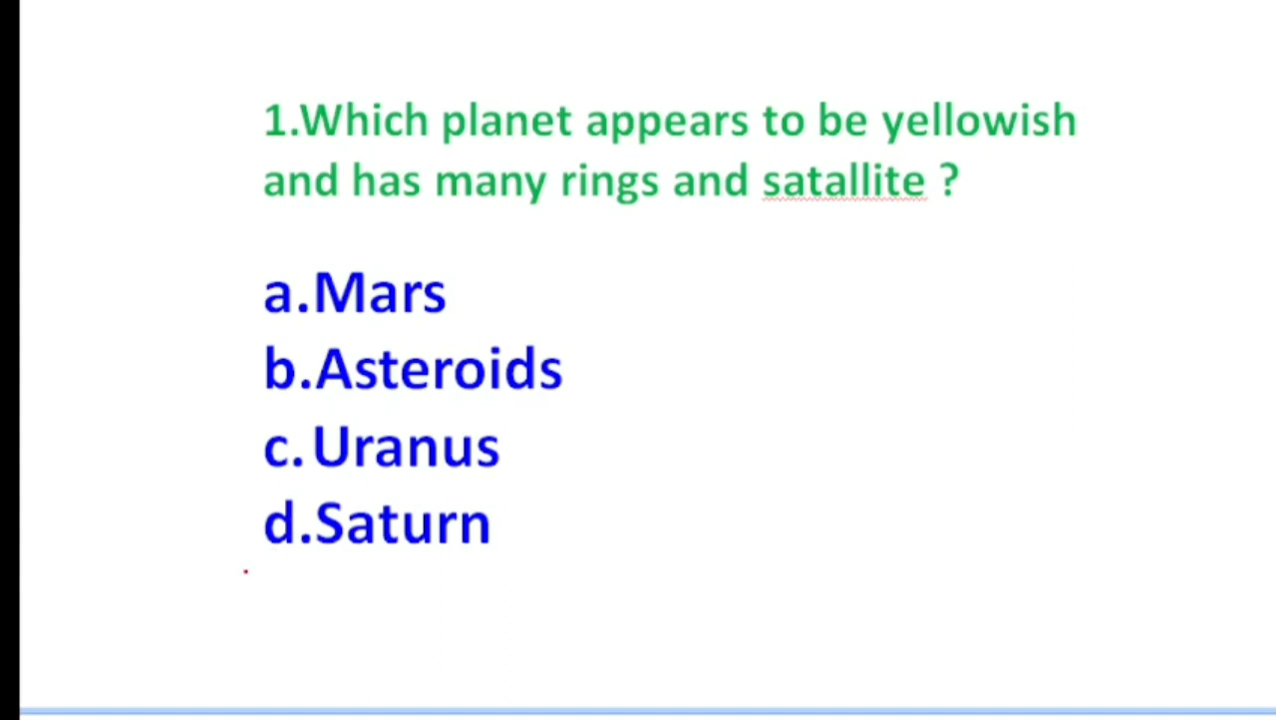 1.Which planet appears to be yellowish
and has many rings and satallite ?
a.Mars
b.Asteroids
c.Uranus
d.Saturn